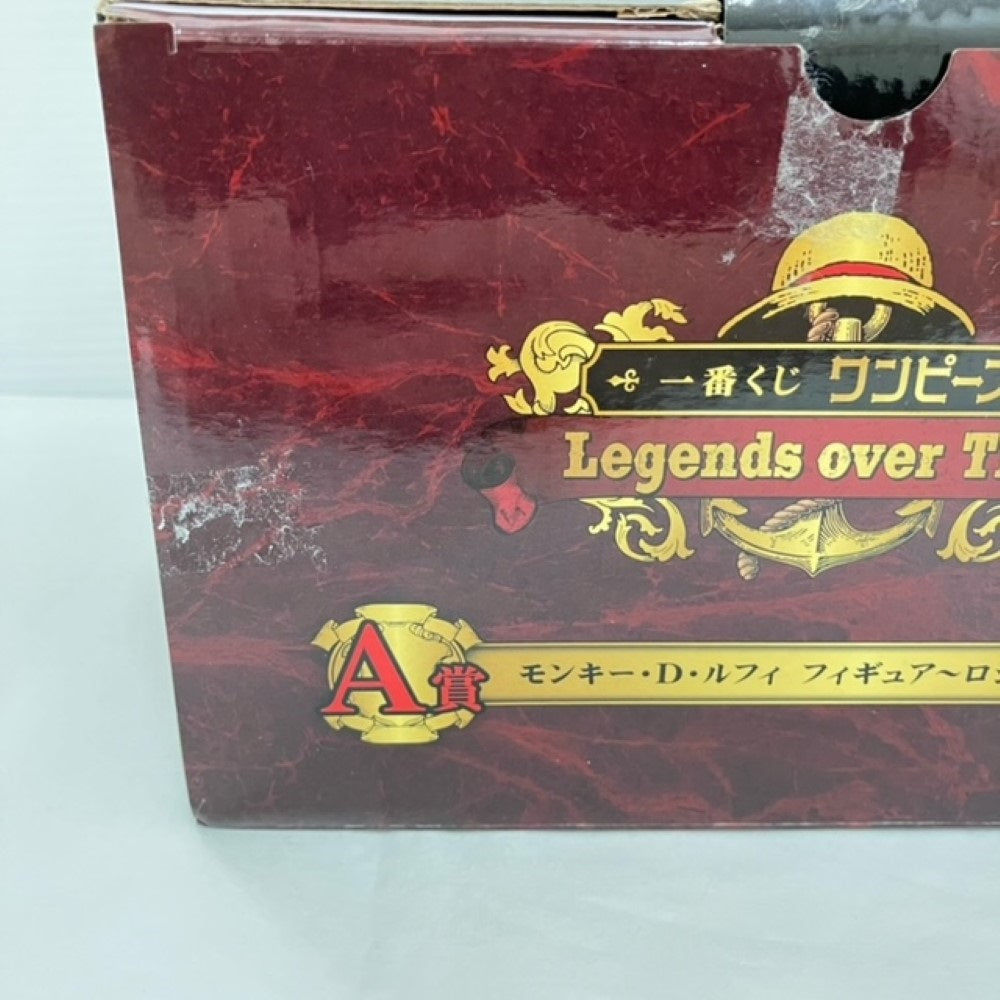 一番くじ ワンピース
Legends over T
A賞
モンキー・D・ルフィ フィギュア〜ロ